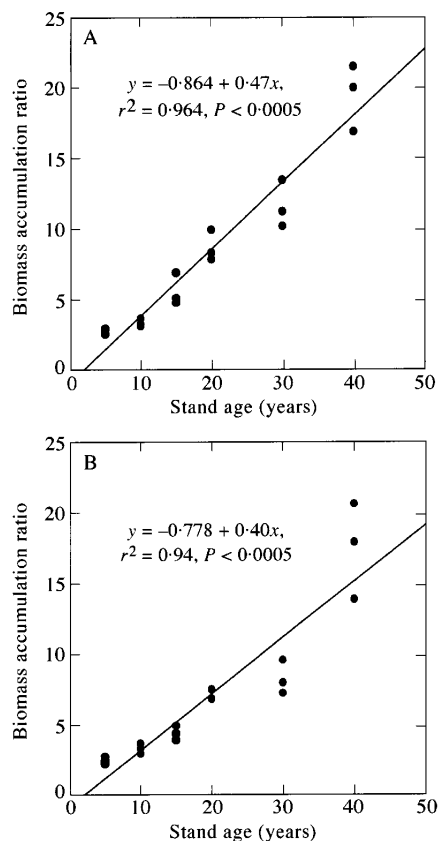 A
25
20
15
10
5
0
y = –0·864 + 0·47x,
r² = 0·964, P < 0·0005
Biomass accumulation ratio
0 10 20 30 40 50
Stand age (years)
B
25
20
15
10
5
0
y = –0·778 + 0·40x,
r² = 0·94, P < 0·0005
Biomass accumulation ratio
0 10 20 30 40 50
Stand age (years)